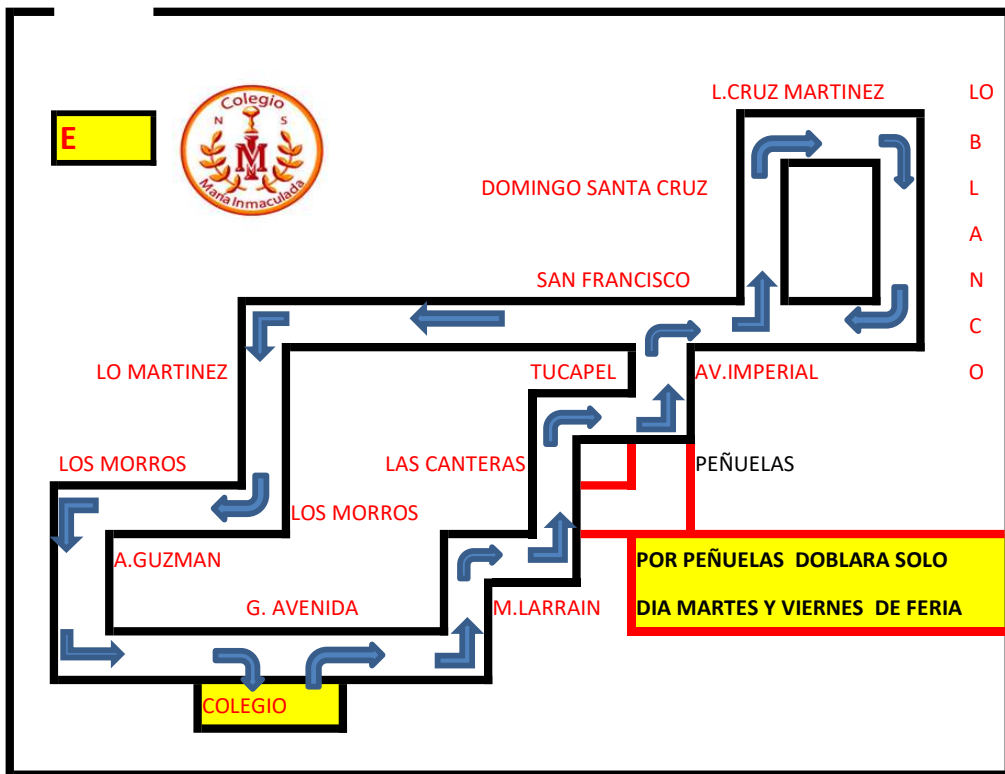 L.CRUZ MARTINEZ
LO
B
L
A
N
C
O
E
Colegio
N S
MI
María Inmaculada
DOMINGO SANTA CRUZ
SAN FRANCISCO
LO MARTINEZ
TUCAPEL
AV.IMPERIAL
LOS MORROS
LAS CANTERAS
PEÑUELAS
LOS MORROS
A.GUZMAN
G. AVENIDA
M.LARRAIN
POR PEÑUELAS DOBLARA SOLO
DIA MARTES Y VIERNES DE FERIA
COLEGIO